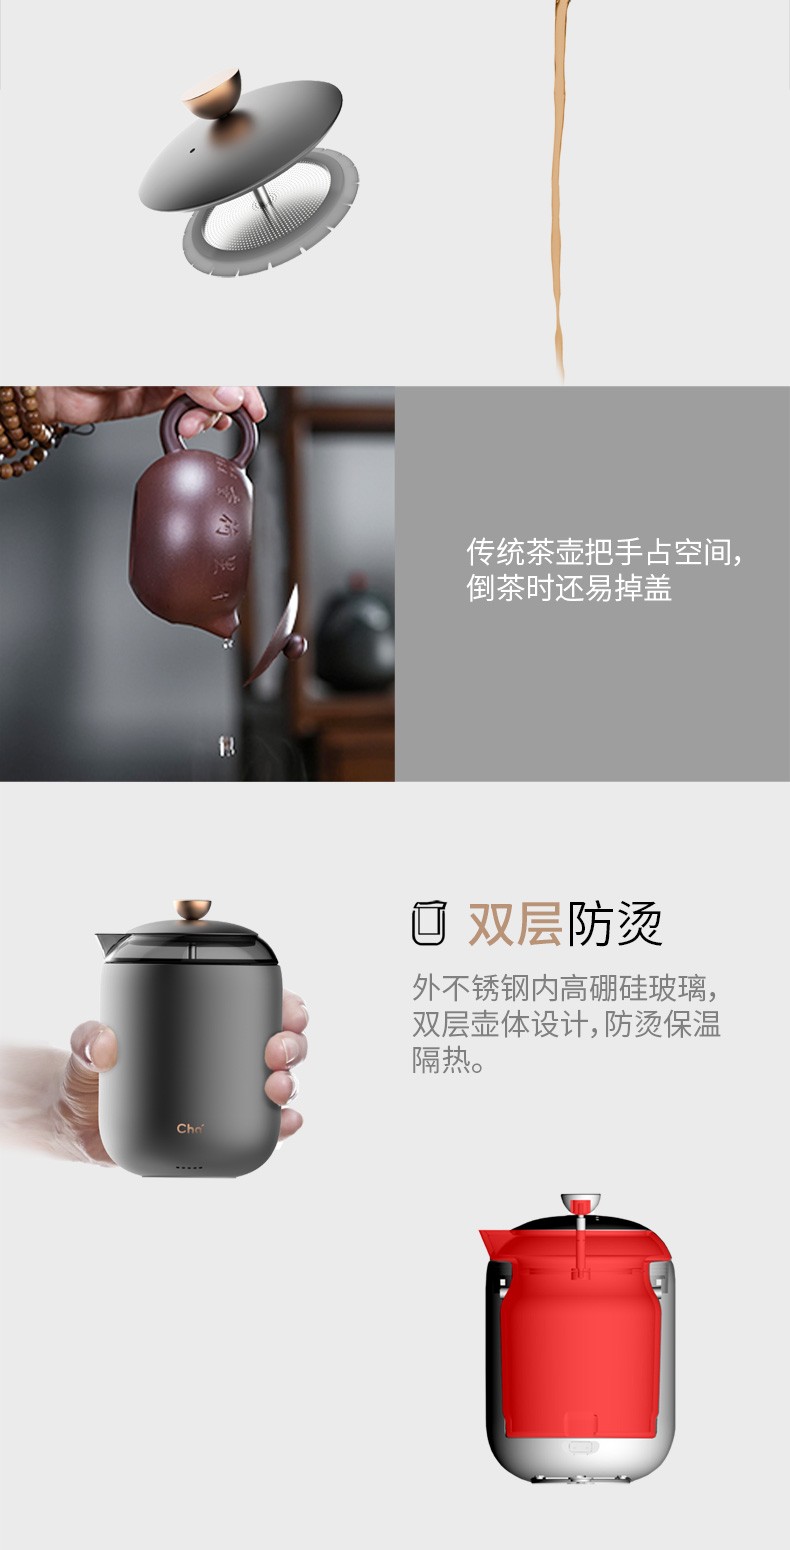 传统茶壶把手占空间，
倒茶时还易掉盖
双层防烫
外不锈钢内高硼硅玻璃，
双层壶体设计，防烫保温
隔热。
Cha